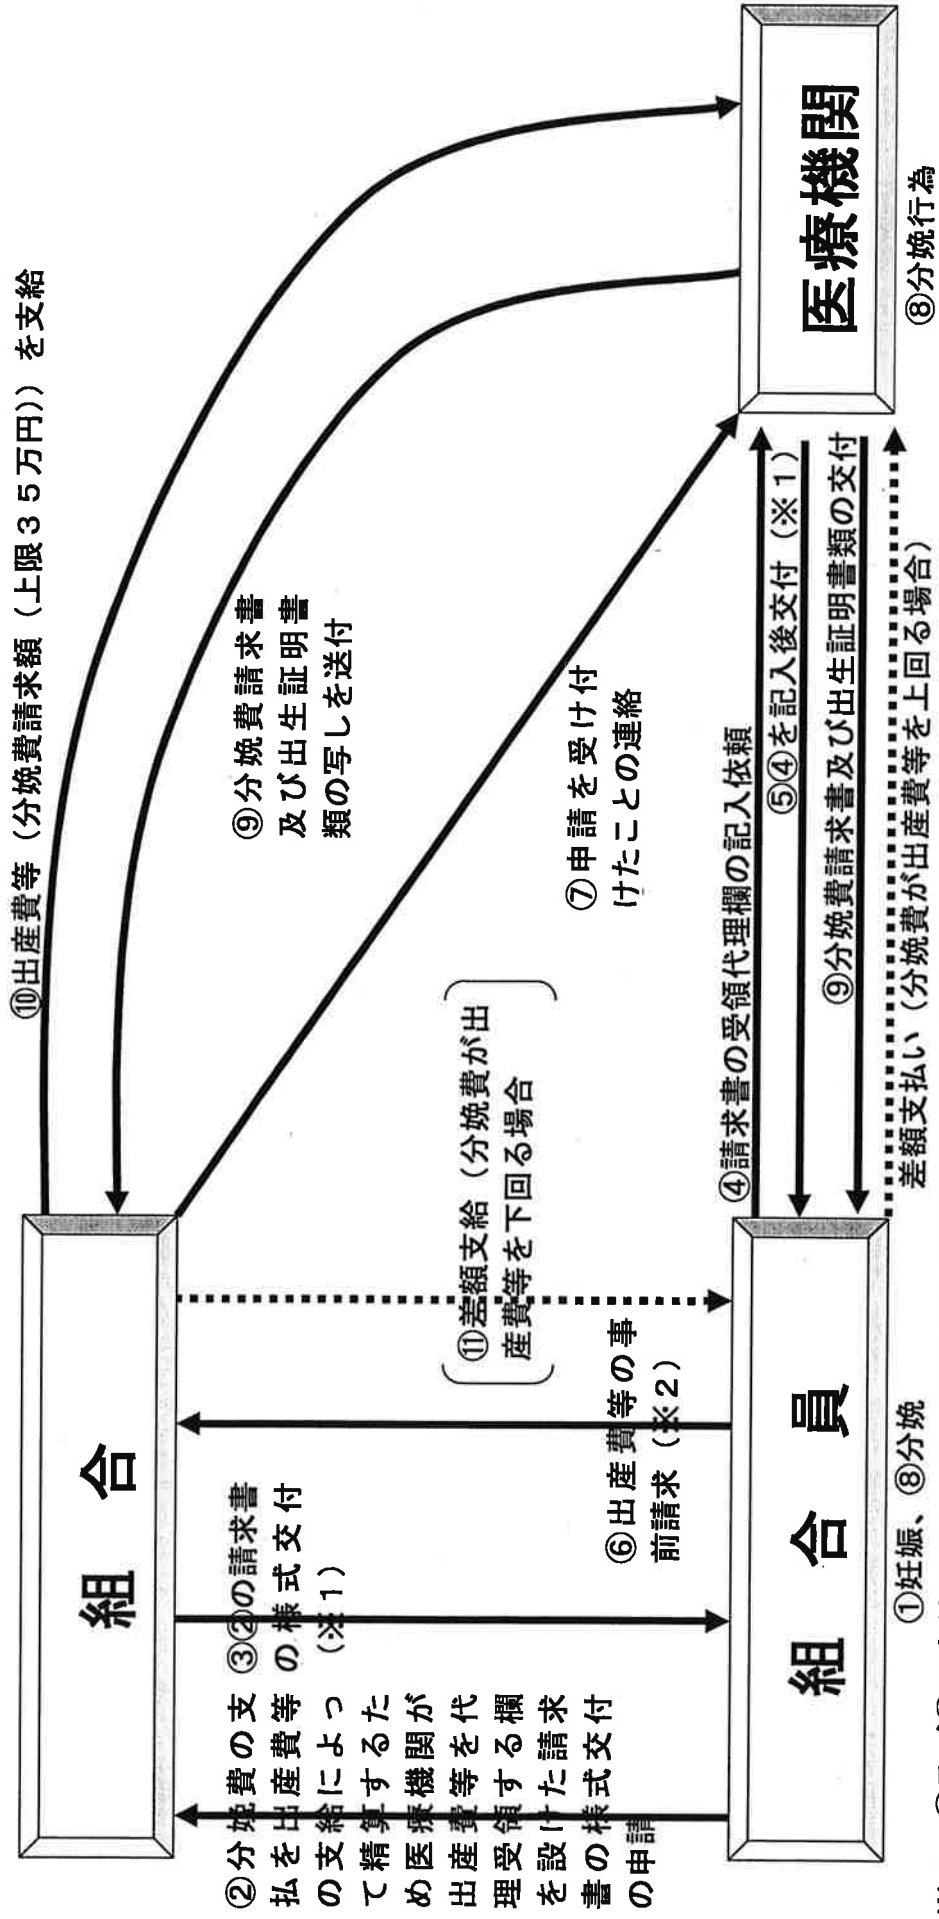 ⑩出産費等（分娩費請求額（上限３５万円））を支給
組合
医療機関
組合員
②分娩費の支
払を出産費等
の支給によっ
て精算するた
め医療機関が
出産費等を代
理受領する欄
を設けた請求
書の様式交付
の申請
③②の請求書
の様式交付
（※１）
⑥出産費等の事
前請求（※２）
⑪差額支給（分娩費が出
産費等を下回る場合
⑨分娩費請求書
及び出生証明書
類の写しを送付
⑦申請を受け付
けたことの連絡
④請求書の受領代理欄の記入依頼
⑤④を記入後交付（※１）
⑨分娩費請求書及び出生証明書類の交付
差額支払い（分娩費が出産費等を上回る場合）
①妊娠、⑧分娩
⑧分娩行為